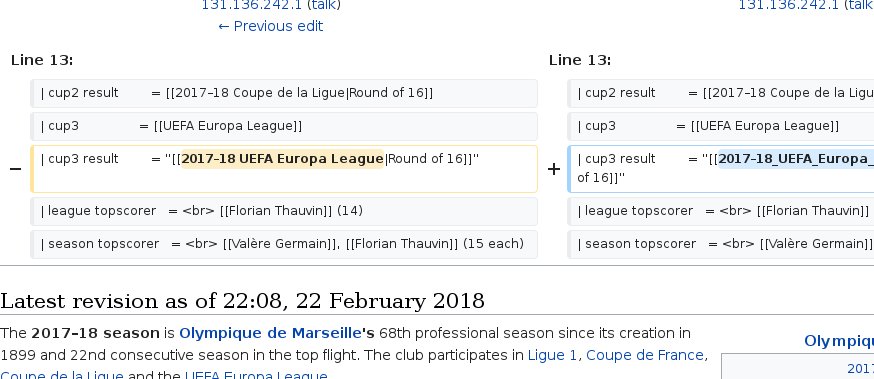 131.136.242.1 (talk)
← Previous edit
131.136.242.1 (talk
Line 13:
| cup2 result = [[2017–18 Coupe de la Ligue|Round of 16]]
| cup3 = [[UEFA Europa League]]
− | cup3 result = "[[2017–18 UEFA Europa League|Round of 16]]"
| league topscorer = <br> [[Florian Thauvin]] (14)
| season topscorer = <br> [[Valère Germain]], [[Florian Thauvin]] (15 each)
Line 13:
| cup2 result = [[2017–18 Coupe de la Ligu
| cup3 = [[UEFA Europa League]]
+ | cup3 result = "[[2017–18_UEFA_Europa_
of 16]]"
| league topscorer = <br> [[Florian Thauvin]]
| season topscorer = <br> [[Valère Germain]]
Latest revision as of 22:08, 22 February 2018
The 2017–18 season is Olympique de Marseille's 68th professional season since its creation in
1899 and 22nd consecutive season in the top flight. The club participates in Ligue 1, Coupe de France,
Coupe de la Ligue and the UEFA Europa League.
Olympiq
2017